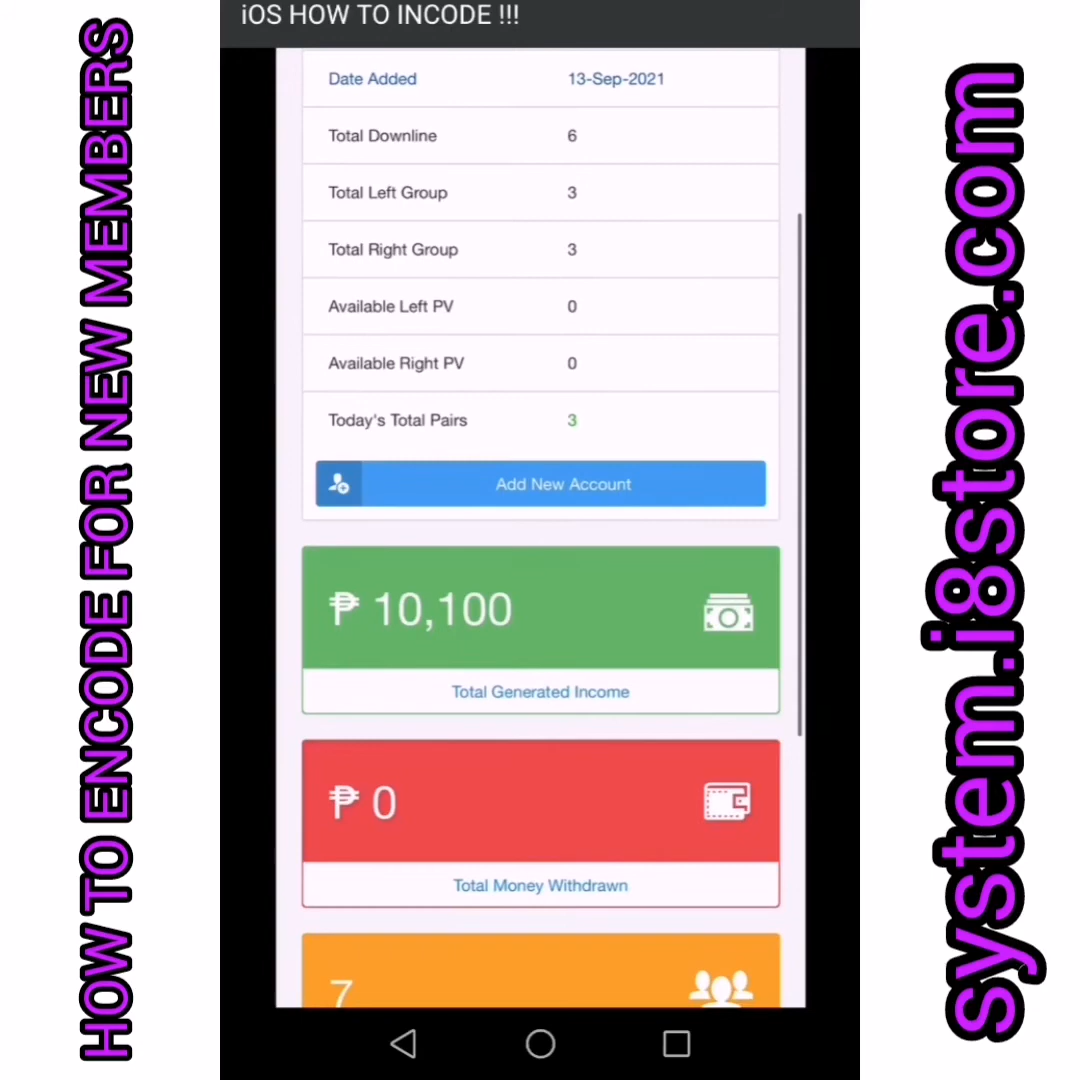 HOW TO ENCODE FOR NEW MEMBERS
iOS HOW TO INCODE !!!
Date Added 13-Sep-2021
Total Downline 6
Total Left Group 3
Total Right Group 3
Available Left PV 0
Available Right PV 0
Today's Total Pairs 3
Add New Account
₱ 10,100
Total Generated Income
₱ 0
Total Money Withdrawn
7
system.i8store.com